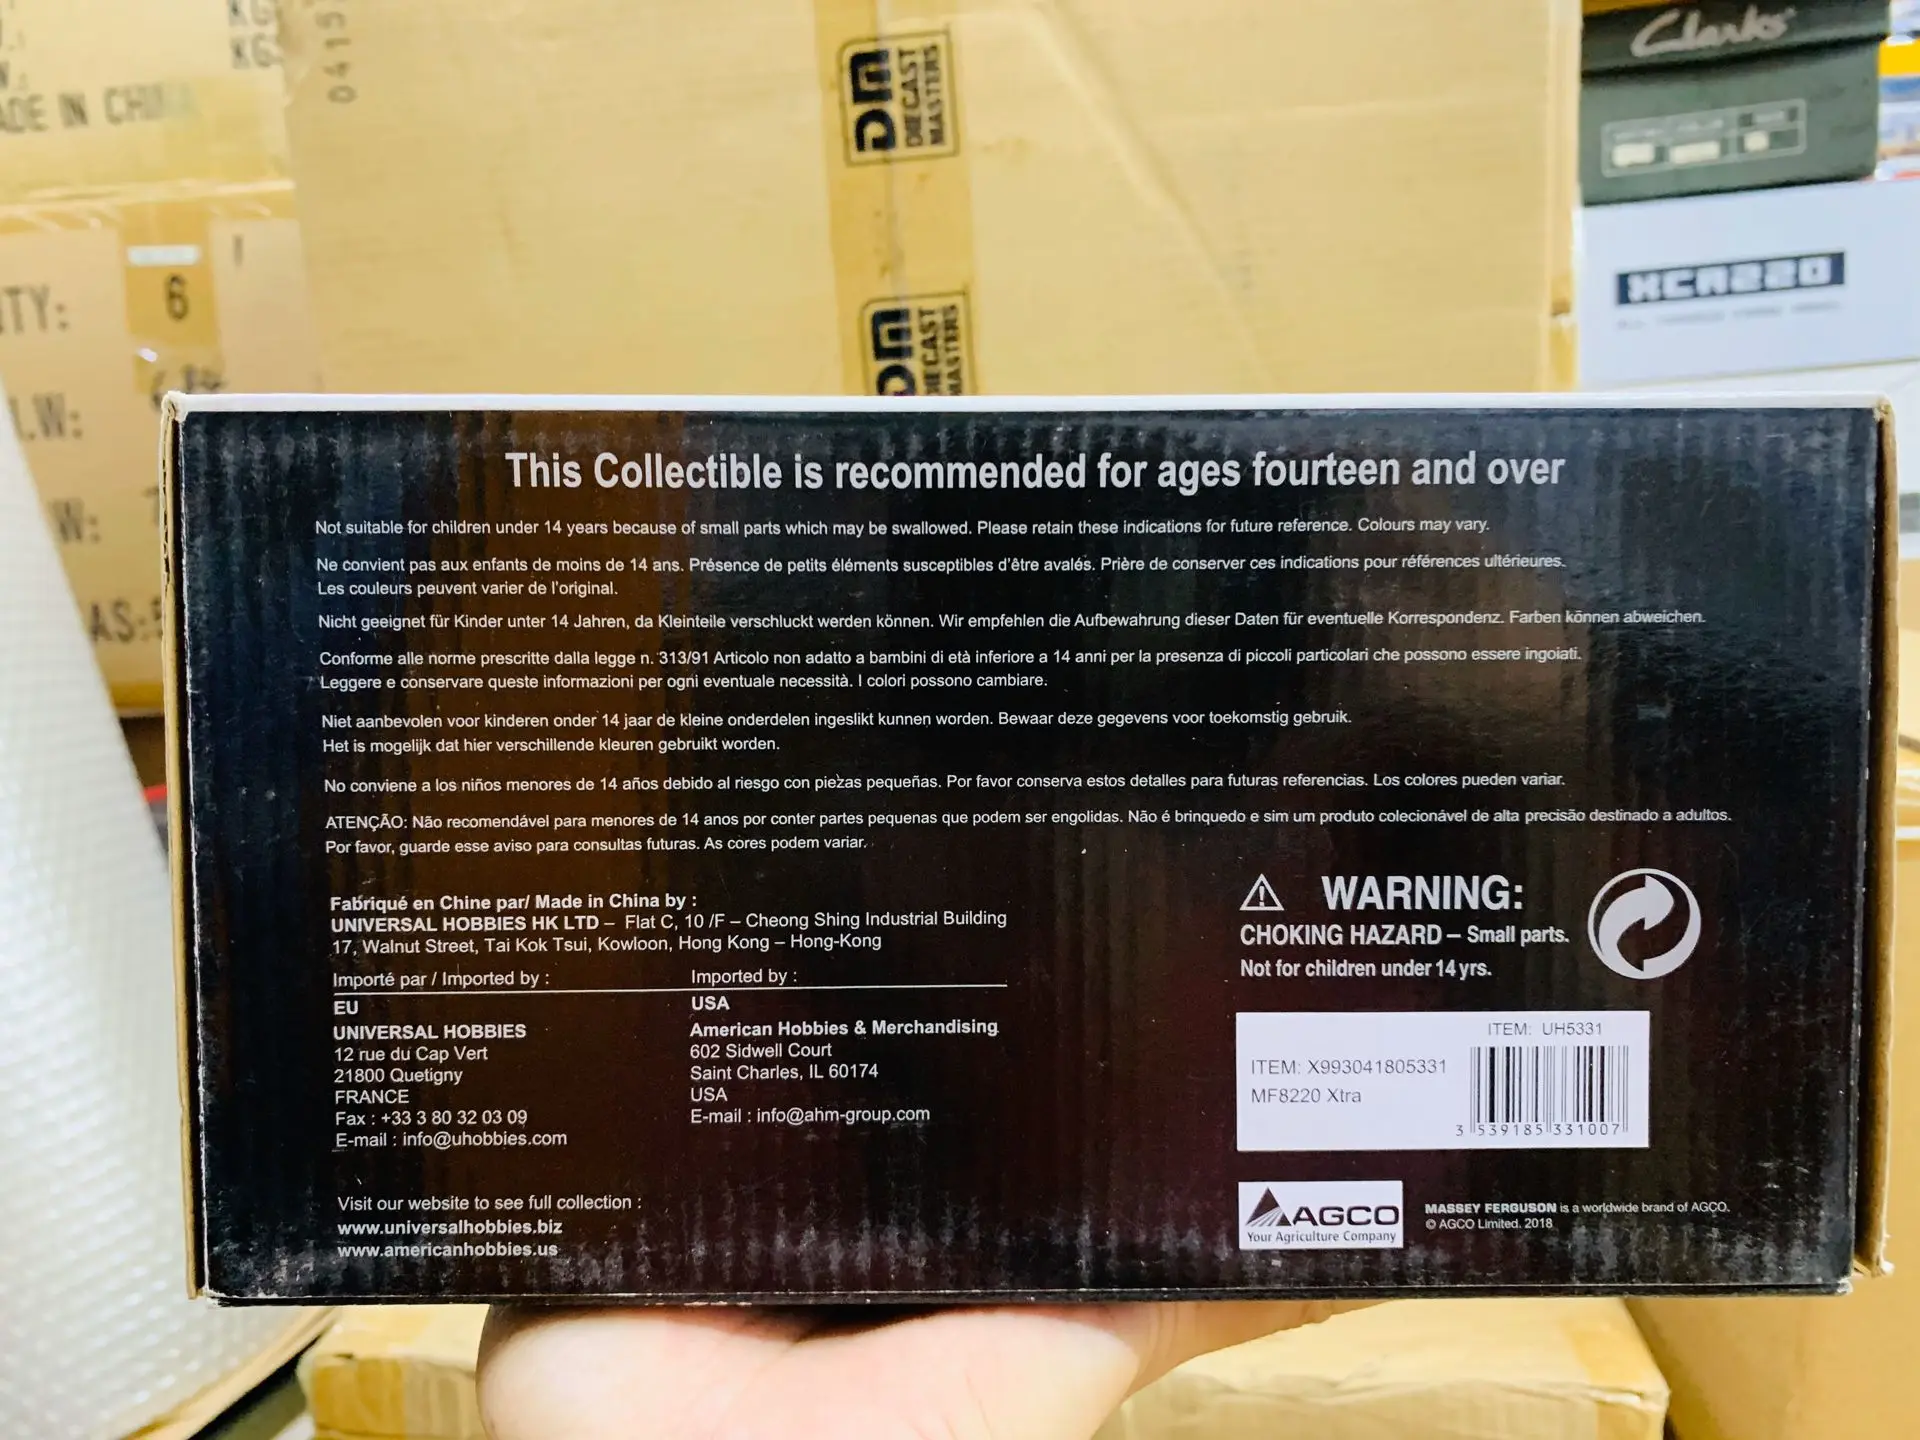 KG
KG
ADE IN CHINA
0415
DM DIECAST MASTERS
DM DIECAST MASTERS
Clarks
XCR220
TY: 6
.W:
W:
AS:
This Collectible is recommended for ages fourteen and over
Not suitable for children under 14 years because of small parts which may be swallowed. Please retain these indications for future reference. Colours may vary.
Ne convient pas aux enfants de moins de 14 ans. Présence de petits éléments susceptibles d'être avalés. Prière de conserver ces indications pour références ultérieures.
Les couleurs peuvent varier de l'original.
Nicht geeignet für Kinder unter 14 Jahren, da Kleinteile verschluckt werden können. Wir empfehlen die Aufbewahrung dieser Daten für eventuelle Korrespondenz. Farben können abweichen.
Conforme alle norme prescritte dalla legge n. 313/91 Articolo non adatto a bambini di età inferiore a 14 anni per la presenza di piccoli particolari che possono essere ingoiati.
Leggere e conservare queste informazioni per ogni eventuale necessità. I colori possono cambiare.
Niet aanbevolen voor kinderen onder 14 jaar de kleine onderdelen ingeslikt kunnen worden. Bewaar deze gegevens voor toekomstig gebruik.
Het is mogelijk dat hier verschillende kleuren gebruikt worden.
No conviene a los niños menores de 14 años debido al riesgo con piezas pequeñas. Por favor conserva estos detalles para futuras referencias. Los colores pueden variar.
ATENÇÃO: Não recomendável para menores de 14 anos por conter partes pequenas que podem ser engolidas. Não é brinquedo e sim um produto colecionável de alta precisão destinado a adultos.
Por favor, guarde esse aviso para consultas futuras. As cores podem variar.
Fabriqué en Chine par/ Made in China by :
UNIVERSAL HOBBIES HK LTD – Flat C, 10 /F – Cheong Shing Industrial Building
17, Walnut Street, Tai Kok Tsui, Kowloon, Hong Kong – Hong-Kong
Importé par / Imported by :
EU
UNIVERSAL HOBBIES
12 rue du Cap Vert
21800 Quetigny
FRANCE
Fax : +33 3 80 32 03 09
E-mail : info@uhobbies.com
Imported by :
USA
American Hobbies & Merchandising
602 Sidwell Court
Saint Charles, IL 60174
USA
E-mail : info@ahm-group.com
Visit our website to see full collection :
www.universalhobbies.biz
www.americanhobbies.us
WARNING:
CHOKING HAZARD – Small parts.
Not for children under 14 yrs.
ITEM: UH5331
ITEM: X993041805331
MF8220 Xtra
3 539185 331007
AGCO
Your Agriculture Company
MASSEY FERGUSON is a worldwide brand of AGCO.
© AGCO Limited. 2018